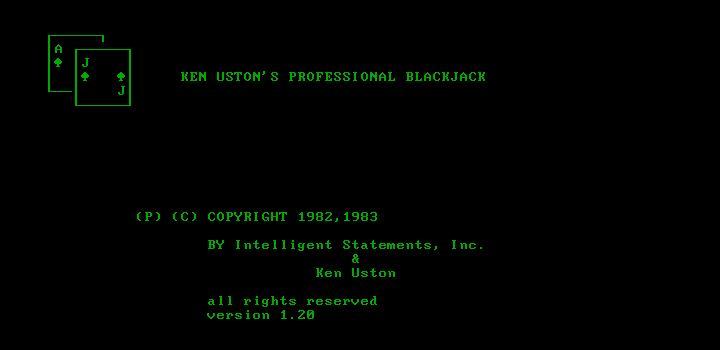 A
♠
J
♠ ♠
J
KEN USTON'S PROFESSIONAL BLACKJACK
(P) (C) COPYRIGHT 1982,1983
BY Intelligent Statements, Inc.
&
Ken Uston
all rights reserved
version 1.20